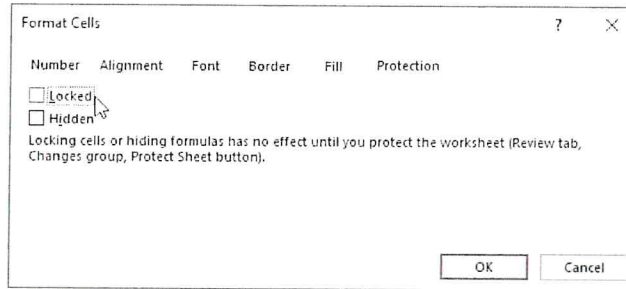 Format Cells ? ×
Number Alignment Font Border Fill Protection
Locked
Hidden
Locking cells or hiding formulas has no effect until you protect the worksheet (Review tab,
Changes group, Protect Sheet button).
OK Cancel